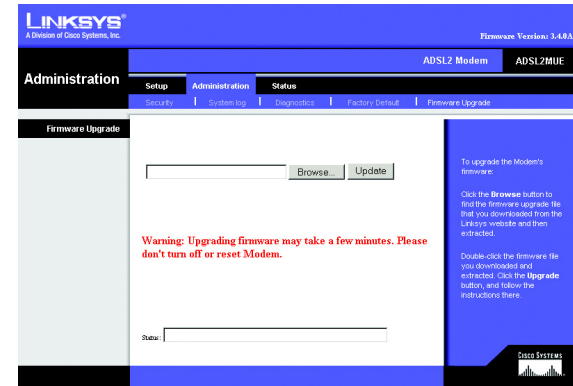 LINKSYS®
A Division of Cisco Systems, Inc.
Firmware Version: 3.4.0A
ADSL2 Modem ADSL2MUE
Administration
Setup Administration Status
Security | System log | Diagnostics | Factory Default | Firmware Upgrade
Firmware Upgrade
Browse... Update
Warning: Upgrading firmware may take a few minutes. Please
don't turn off or reset Modem.
Status:
To upgrade the Modem's
firmware:
Click the Browse button to
find the firmware upgrade file
that you downloaded from the
Linksys website and then
extracted.
Double-click the firmware file
you downloaded and
extracted. Click the Upgrade
button, and follow the
instructions there.
CISCO SYSTEMS